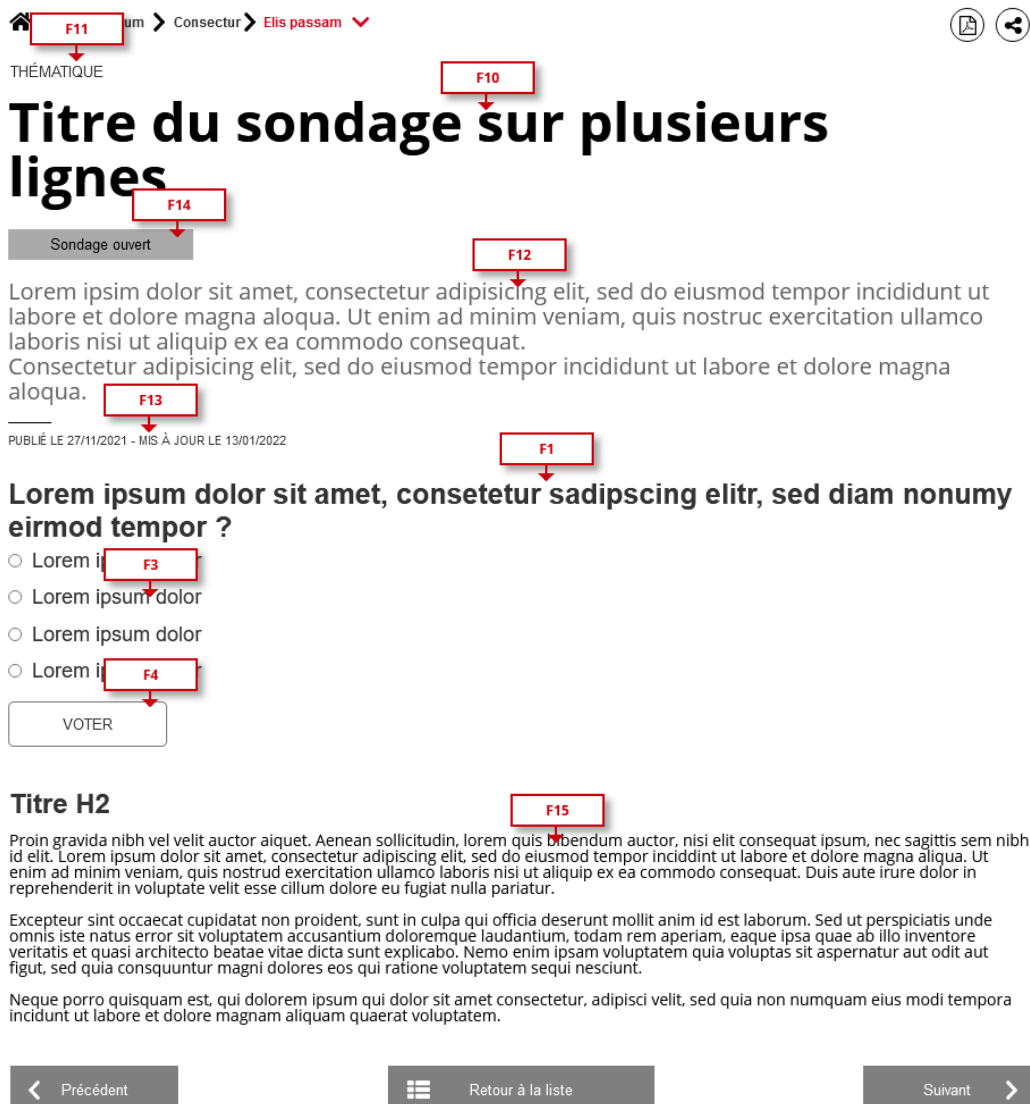 um Consectur Elis passam
F11
THÉMATIQUE
F10
Titre du sondage sur plusieurs
lignes
F14
Sondage ouvert
F12
Lorem ipsim dolor sit amet, consectetur adipisicing elit, sed do eiusmod tempor incididunt ut
labore et dolore magna aloqua. Ut enim ad minim veniam, quis nostruc exercitation ullamco
laboris nisi ut aliquip ex ea commodo consequat.
Consectetur adipisicing elit, sed do eiusmod tempor incididunt ut labore et dolore magna
aloqua.
F13
PUBLIÉ LE 27/11/2021 - MIS À JOUR LE 13/01/2022
F1
Lorem ipsum dolor sit amet, consetetur sadipscing elitr, sed diam nonumy
eirmod tempor ?
Lorem
F3
Lorem ipsum dolor
Lorem ipsum dolor
Lorem
F4
VOTER
Titre H2
F15
Proin gravida nibh vel velit auctor aiquet. Aenean sollicitudin, lorem quis bibendum auctor, nisi elit consequat ipsum, nec sagittis sem nibh
id elit. Lorem ipsum dolor sit amet, consectetur adipiscing elit, sed do eiusmod tempor inciddint ut labore et dolore magna aliqua. Ut
enim ad minim veniam, quis nostrud exercitation ullamco laboris nisi ut aliquip ex ea commodo consequat. Duis aute irure dolor in
reprehenderit in voluptate velit esse cillum dolore eu fugiat nulla pariatur.
Excepteur sint occaecat cupidatat non proident, sunt in culpa qui officia deserunt mollit anim id est laborum. Sed ut perspiciatis unde
omnis iste natus error sit voluptatem accusantium doloremque laudantium, todam rem aperiam, eaque ipsa quae ab illo inventore
veritatis et quasi architecto beatae vitae dicta sunt explicabo. Nemo enim ipsam voluptatem quia voluptas sit aspernatur aut odit aut
figut, sed quia consquuntur magni dolores eos qui ratione voluptatem sequi nesciunt.
Neque porro quisquam est, qui dolorem ipsum qui dolor sit amet consectetur, adipisci velit, sed quia non numquam eius modi tempora
incidunt ut labore et dolore magnam aliquam quaerat voluptatem.
Précédent
Retour à la liste
Suivant